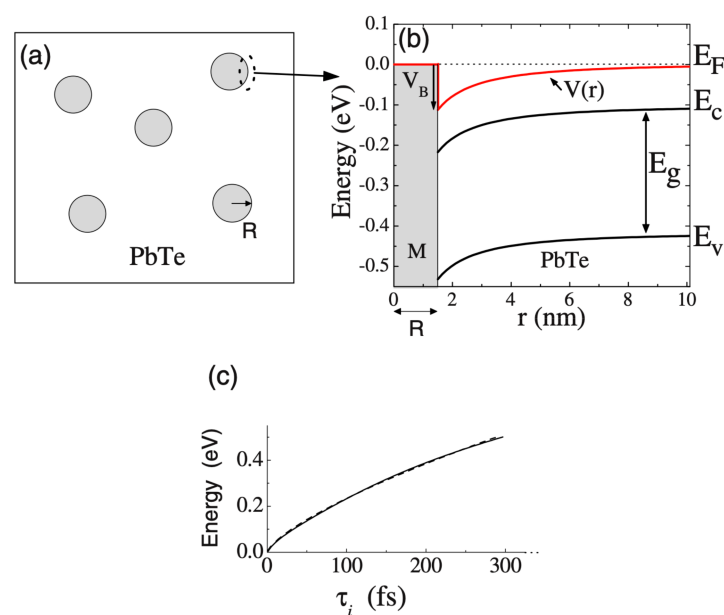 (a)
R
PbTe
(b)
Energy (eV)
0.1
0.0
-0.1
-0.2
-0.3
-0.4
-0.5
V_B
V(r)
E_F
E_c
E_g
E_v
M
PbTe
0 2 4 6 8 10
R
r (nm)
(c)
Energy (eV)
0.4
0.2
0.0
0 100 200 300
τ_i (fs)